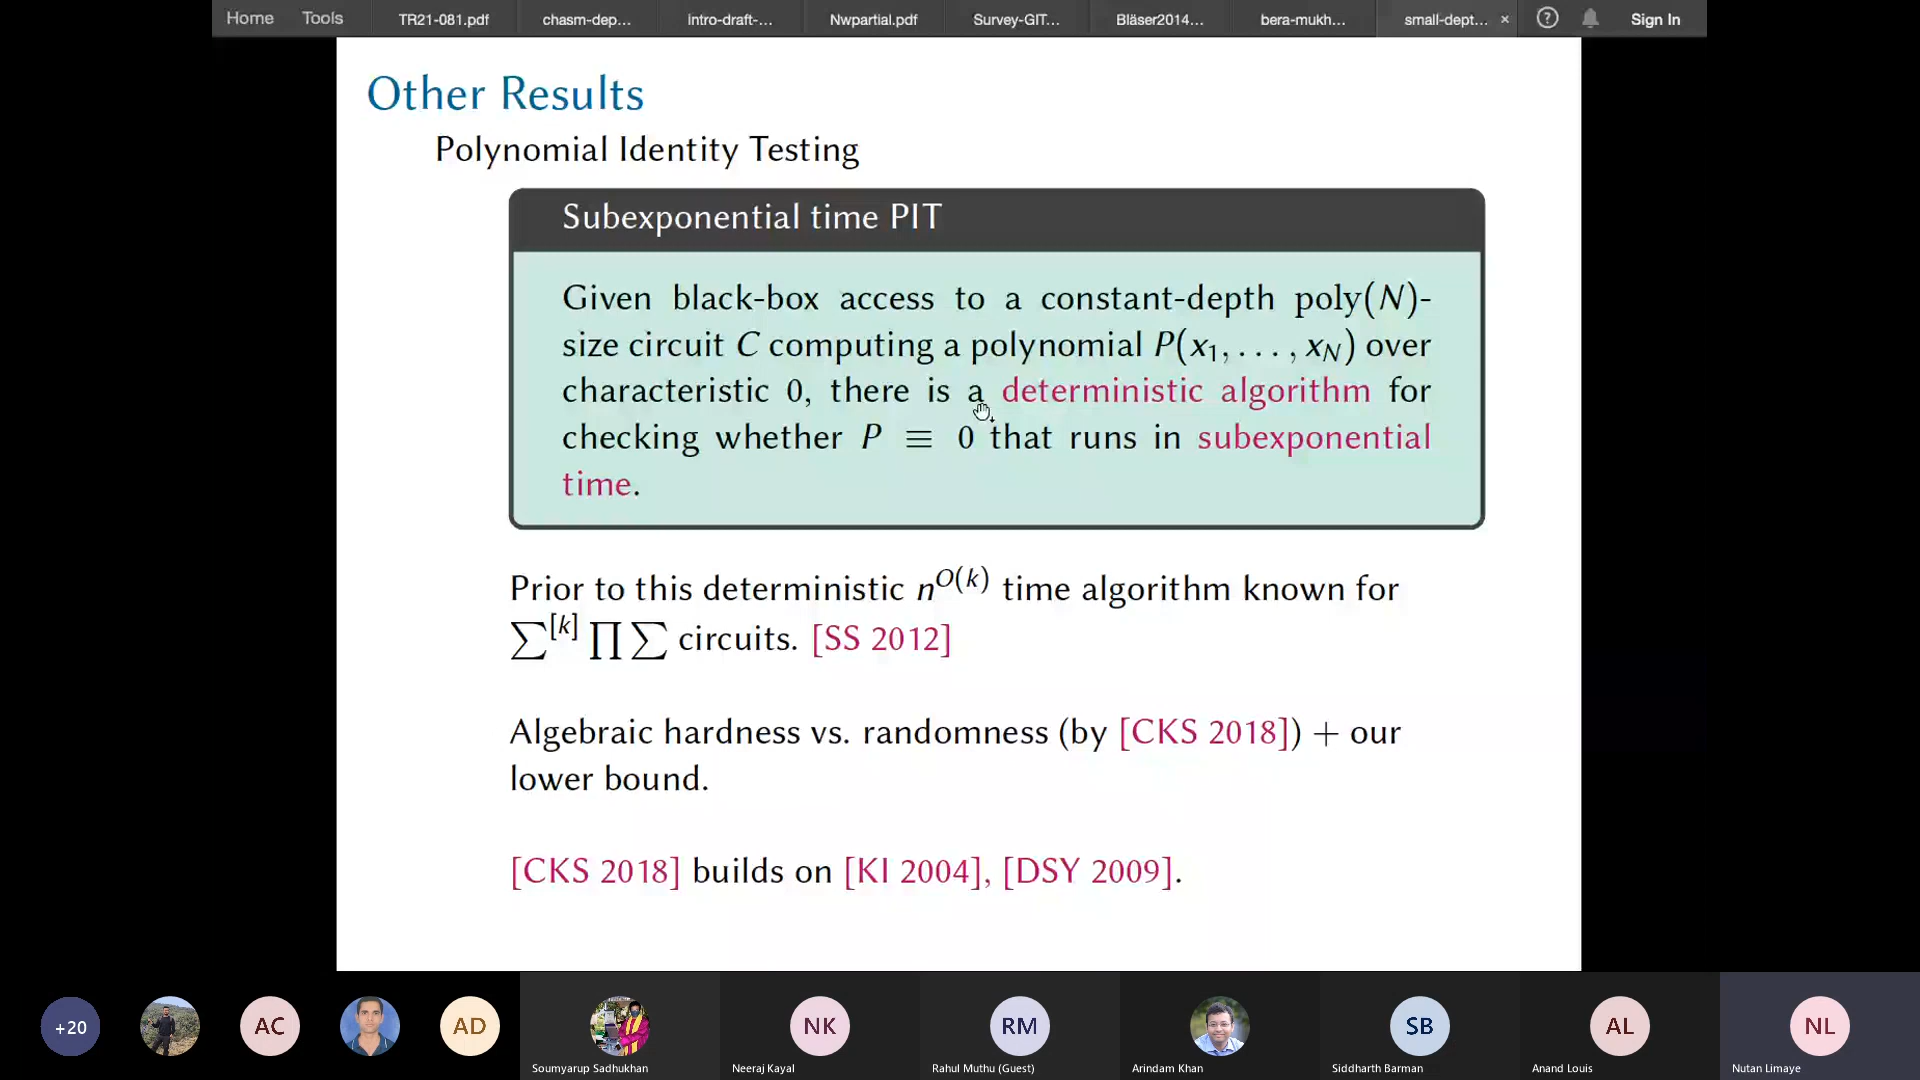 Home Tools TR21-081.pdf chasm-dep... intro-draft-... Nwpartial.pdf Survey-GIT... Bläser2014... bera-mukh... small-dept... × ? Sign In
Other Results
Polynomial Identity Testing
Subexponential time PIT
Given black-box access to a constant-depth poly(N)-
size circuit C computing a polynomial P(x₁, . . . , x_N) over
characteristic 0, there is a deterministic algorithm for
checking whether P ≡ 0 that runs in subexponential
time.
Prior to this deterministic n^{O(k)} time algorithm known for
∑^{[k]} ∏ ∑ circuits. [SS 2012]
Algebraic hardness vs. randomness (by [CKS 2018]) + our
lower bound.
[CKS 2018] builds on [KI 2004], [DSY 2009].
+20 AC AD NK RM SB AL NL
Soumyarup Sadhukhan Neeraj Kayal Rahul Muthu (Guest) Arindam Khan Siddharth Barman Anand Louis Nutan Limaye